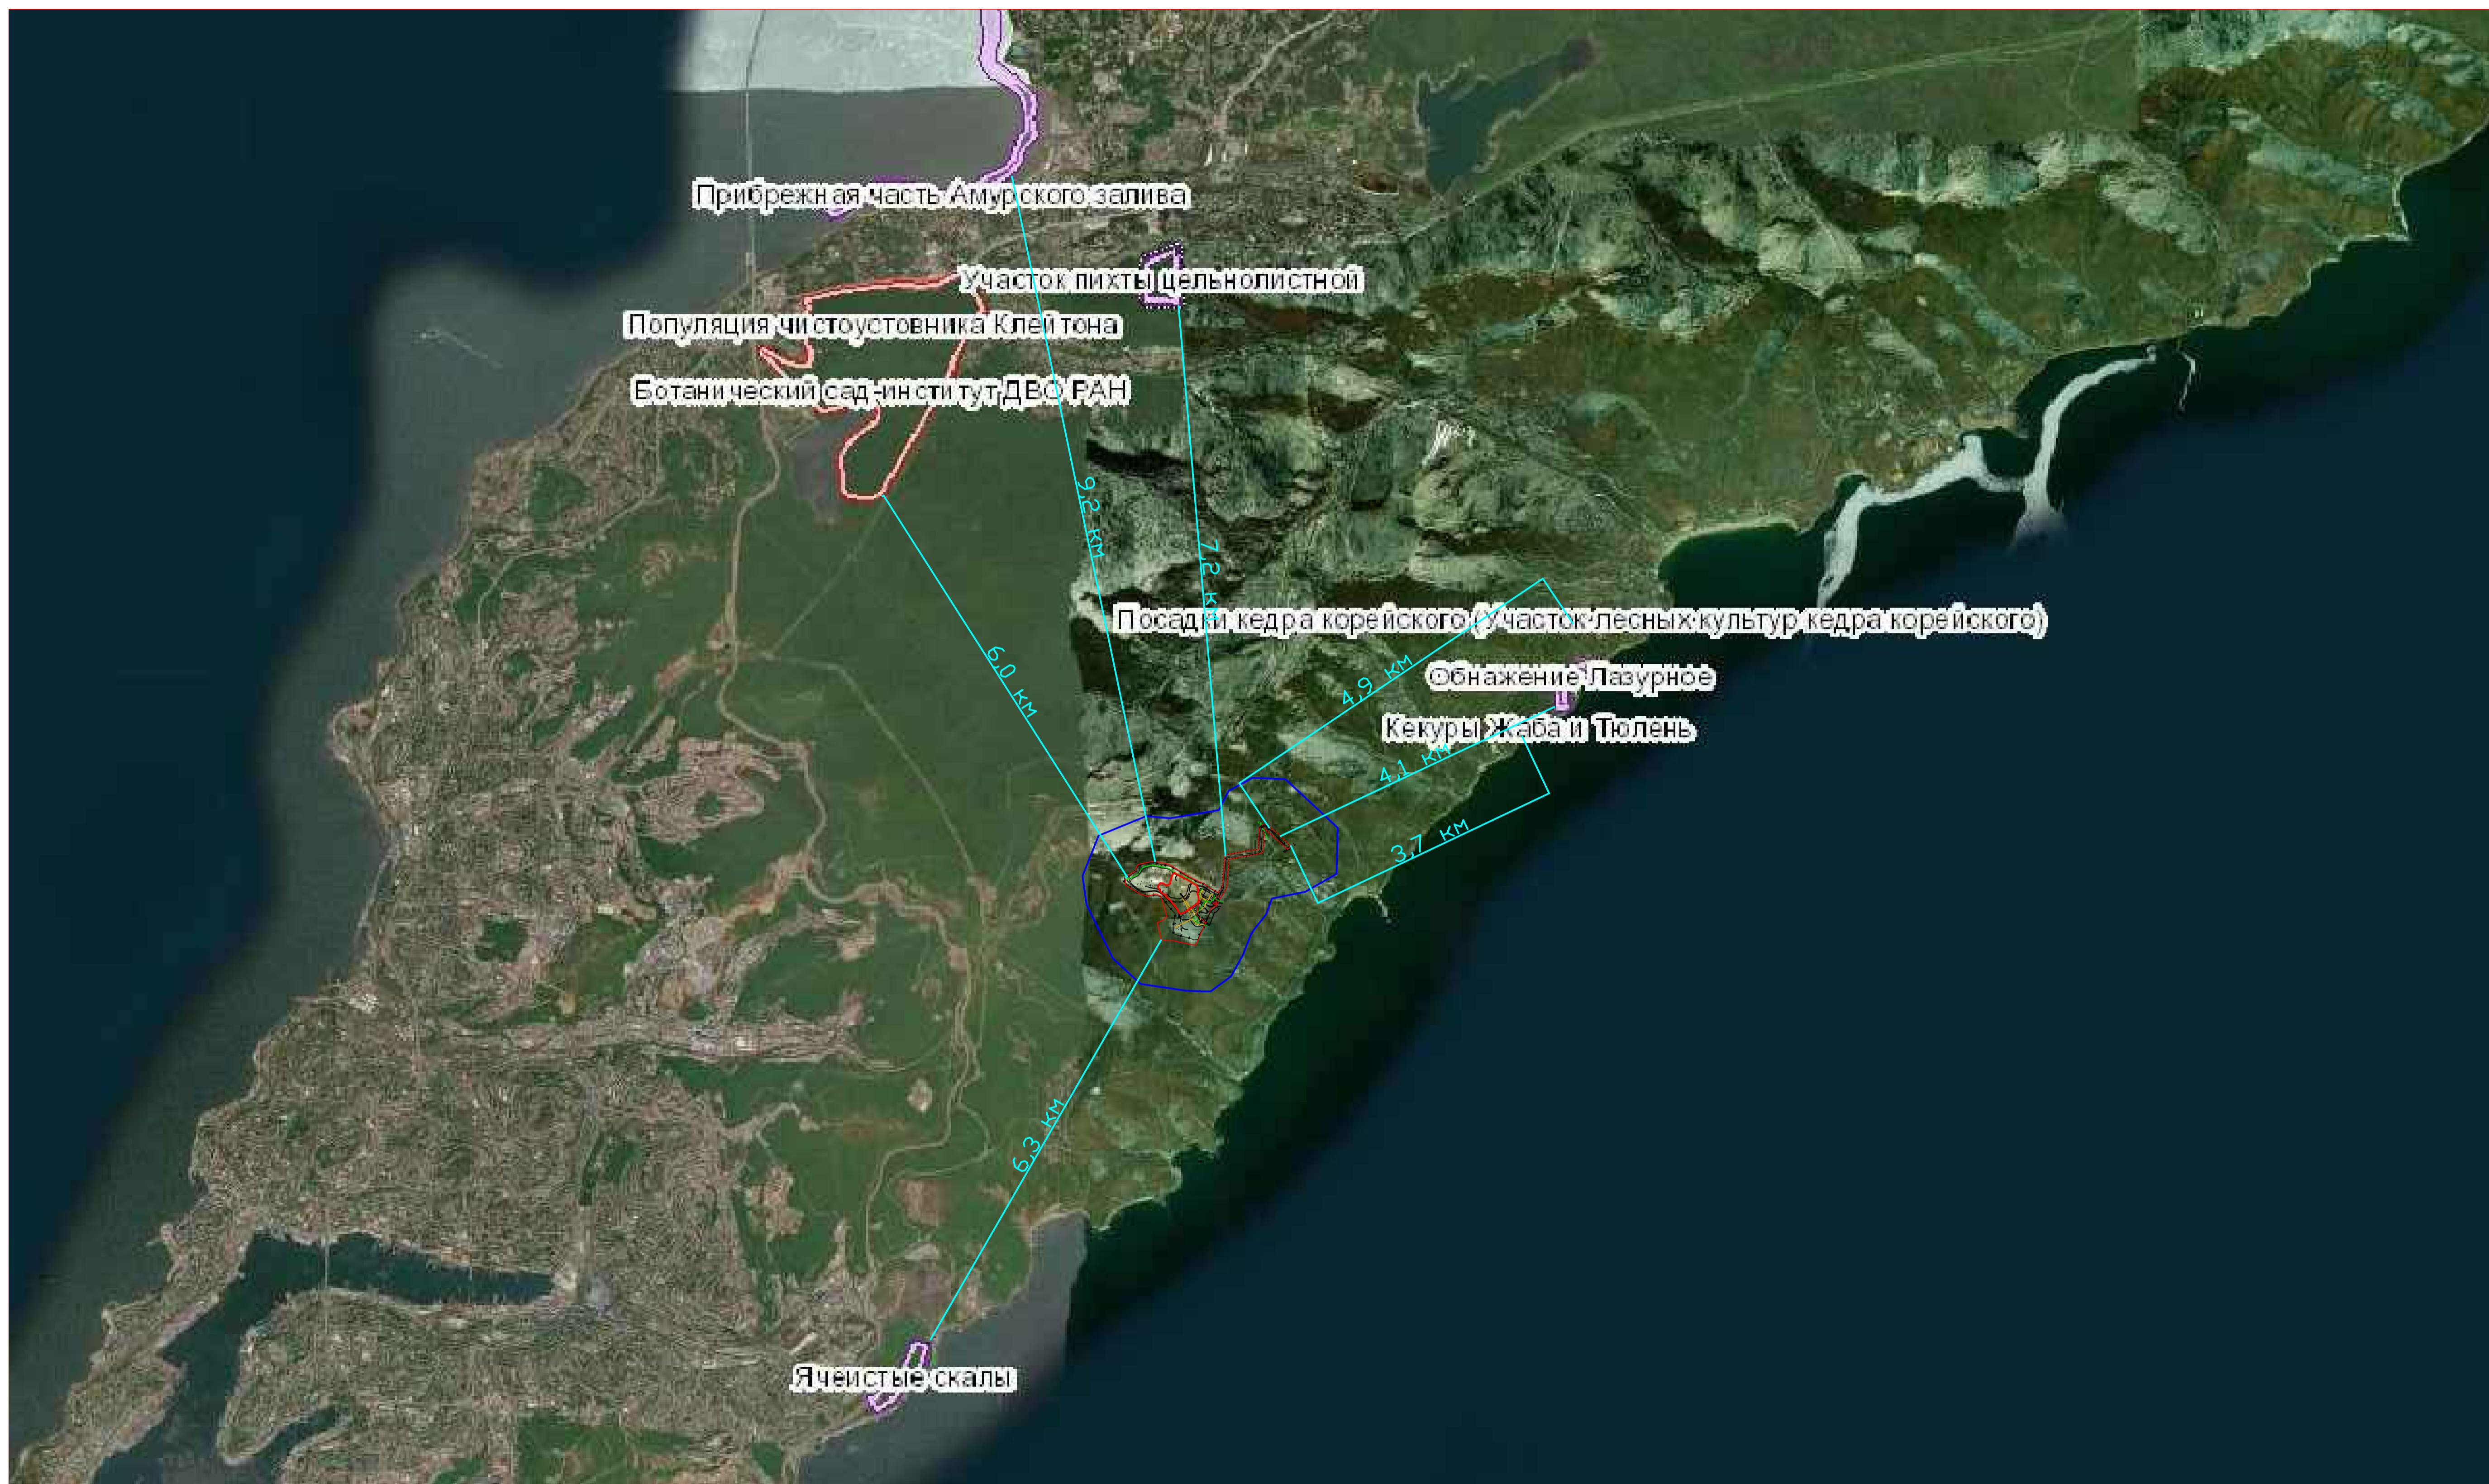 Прибрежная часть Амурского залива
Участок пихты цельнолистной
Популяция чистоустовника Клейтона
Ботанический сад-институт ДВО РАН
9,2 км
7,2 км
6,0 км
Посадки кедра корейского (Участок лесных культур кедра корейского)
4,9 км
Обнажение Лазурное
Кекуры Жаба и Тюлень
4,1 км
3,7 км
6,3 км
Ячеистые скалы